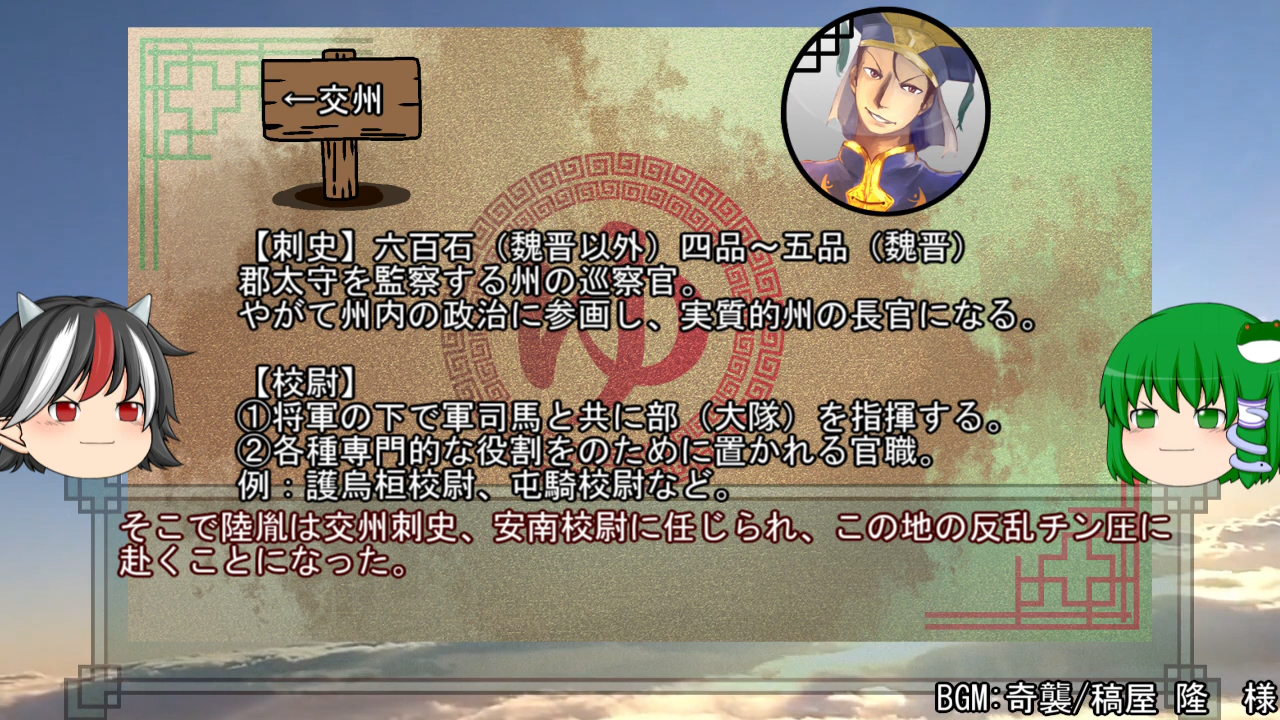 ←交州
【刺史】六百石（魏晋以外）四品～五品（魏晋）
郡太守を監察する州の巡察官。
やがて州内の政治に参画し、実質的州の長官になる。
【校尉】
①将軍の下で軍司馬と共に部（大隊）を指揮する。
②各種専門的な役割をのために置かれる官職。
例：護烏桓校尉、屯騎校尉など。
ゆ
そこで陸胤は交州刺史、安南校尉に任じられ、この地の反乱チン圧に
赴くことになった。
BGM:奇襲/稿屋 隆　様